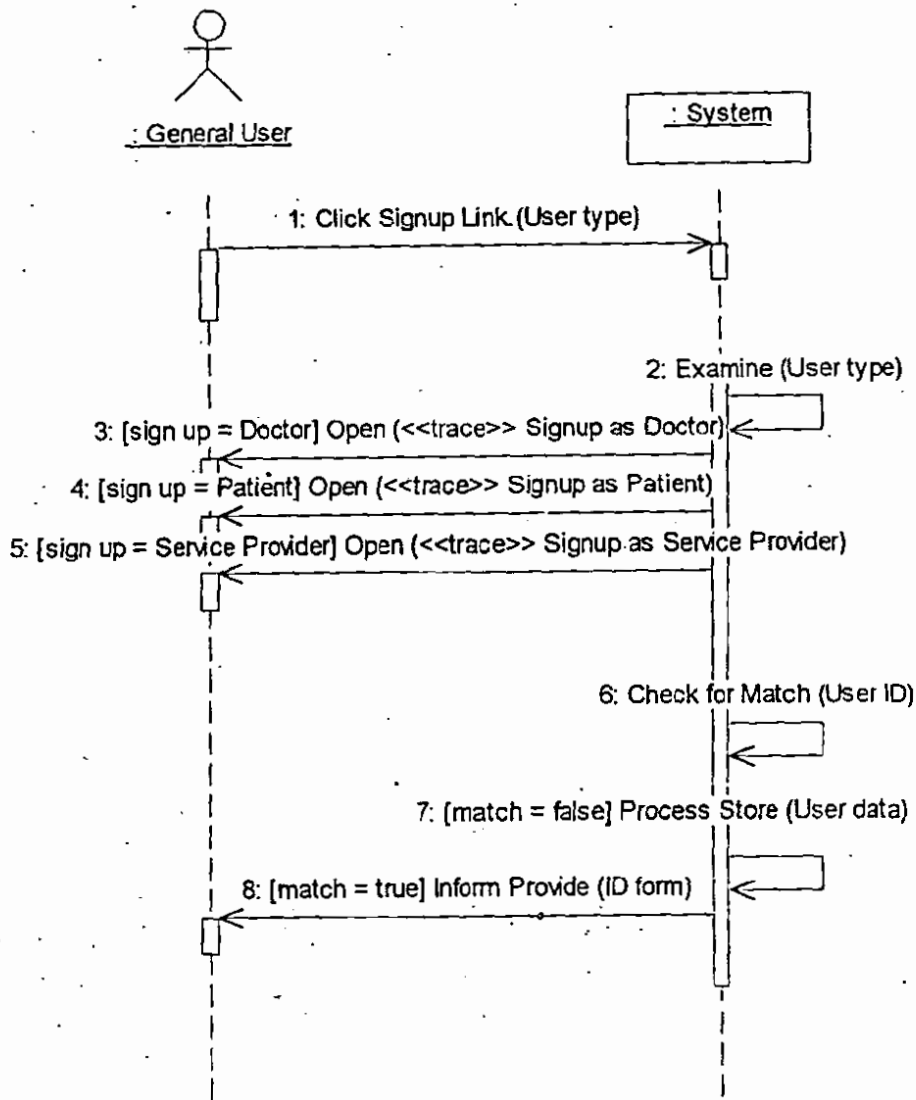 : General User
: System
1: Click Signup Link (User type)
2: Examine (User type)
3: [sign up = Doctor] Open (<<trace>> Signup as Doctor)
4: [sign up = Patient] Open (<<trace>> Signup as Patient)
5: [sign up = Service Provider] Open (<<trace>> Signup as Service Provider)
6: Check for Match (User ID)
7: [match = false] Process Store (User data)
8: [match = true] Inform Provide (ID form)